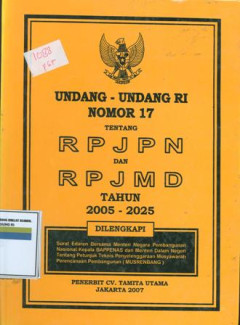 1068
UNDANG - UNDANG RI
NOMOR 17
TENTANG
RPJPN
DAN
RPJMD
TAHUN
2005 - 2025
DILENGKAPI
Surat Edaran Bersama Menteri Negara Pembangunan
Nasional Kepala BAPPENAS dan Menteri Dalam Negeri
Tentang Petunjuk Teknis Penyelenggaraan Musyawarah
Perencanaan Pembangunan ( MUSRENBANG )
PENERBIT CV. TAMITA UTAMA
JAKARTA 2007